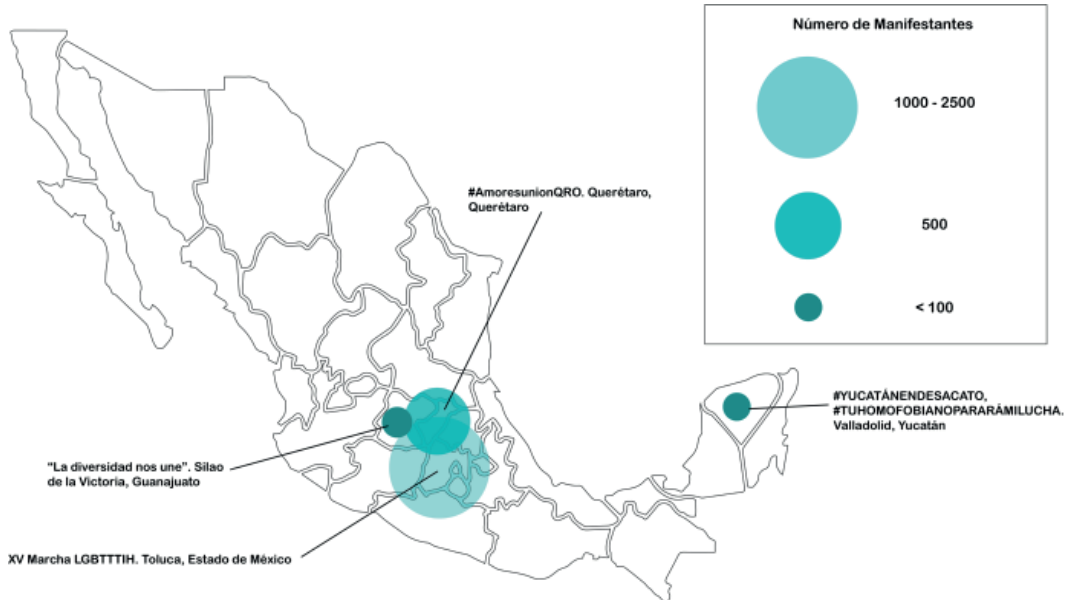 Número de Manifestantes
1000 - 2500
500
< 100
#AmoresunionQRO. Querétaro,
Querétaro
#YUCATÁNENDESACATO,
#TUHOMOFOBIANOPARARÁMILUCHA.
Valladolid, Yucatán
"La diversidad nos une". Silao
de la Victoria, Guanajuato
XV Marcha LGBTTTIH. Toluca, Estado de México